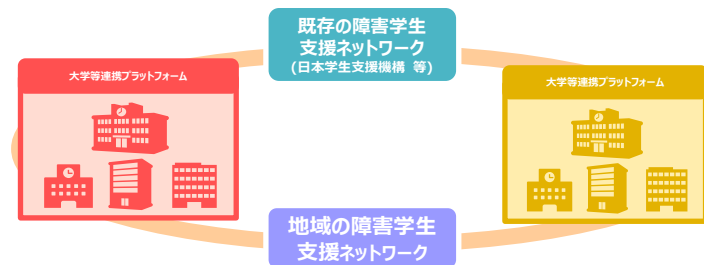 既存の障害学生
支援ネットワーク
(日本学生支援機構 等)
大学等連携プラットフォーム
大学等連携プラットフォーム
地域の障害学生
支援ネットワーク